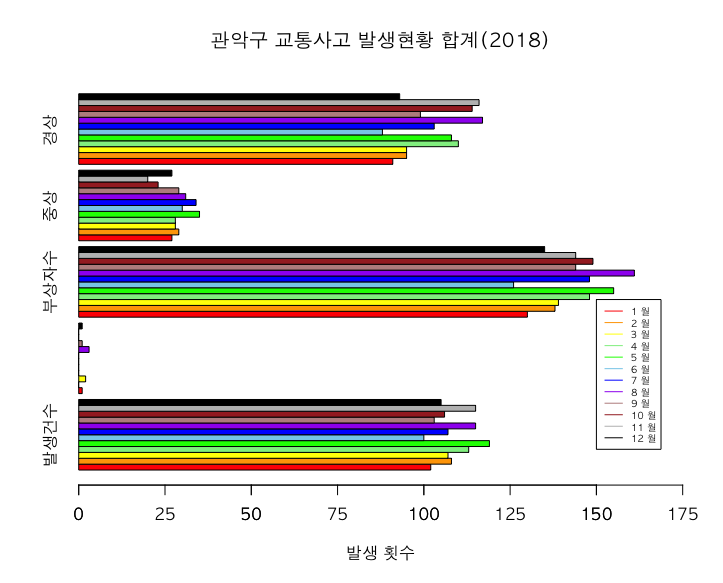 관악구 교통사고 발생현황 합계(2018)
경상
중상
부상자수
발생건수
1 월
2 월
3 월
4 월
5 월
6 월
7 월
8 월
9 월
10 월
11 월
12 월
0 25 50 75 100 125 150 175
발생 횟수